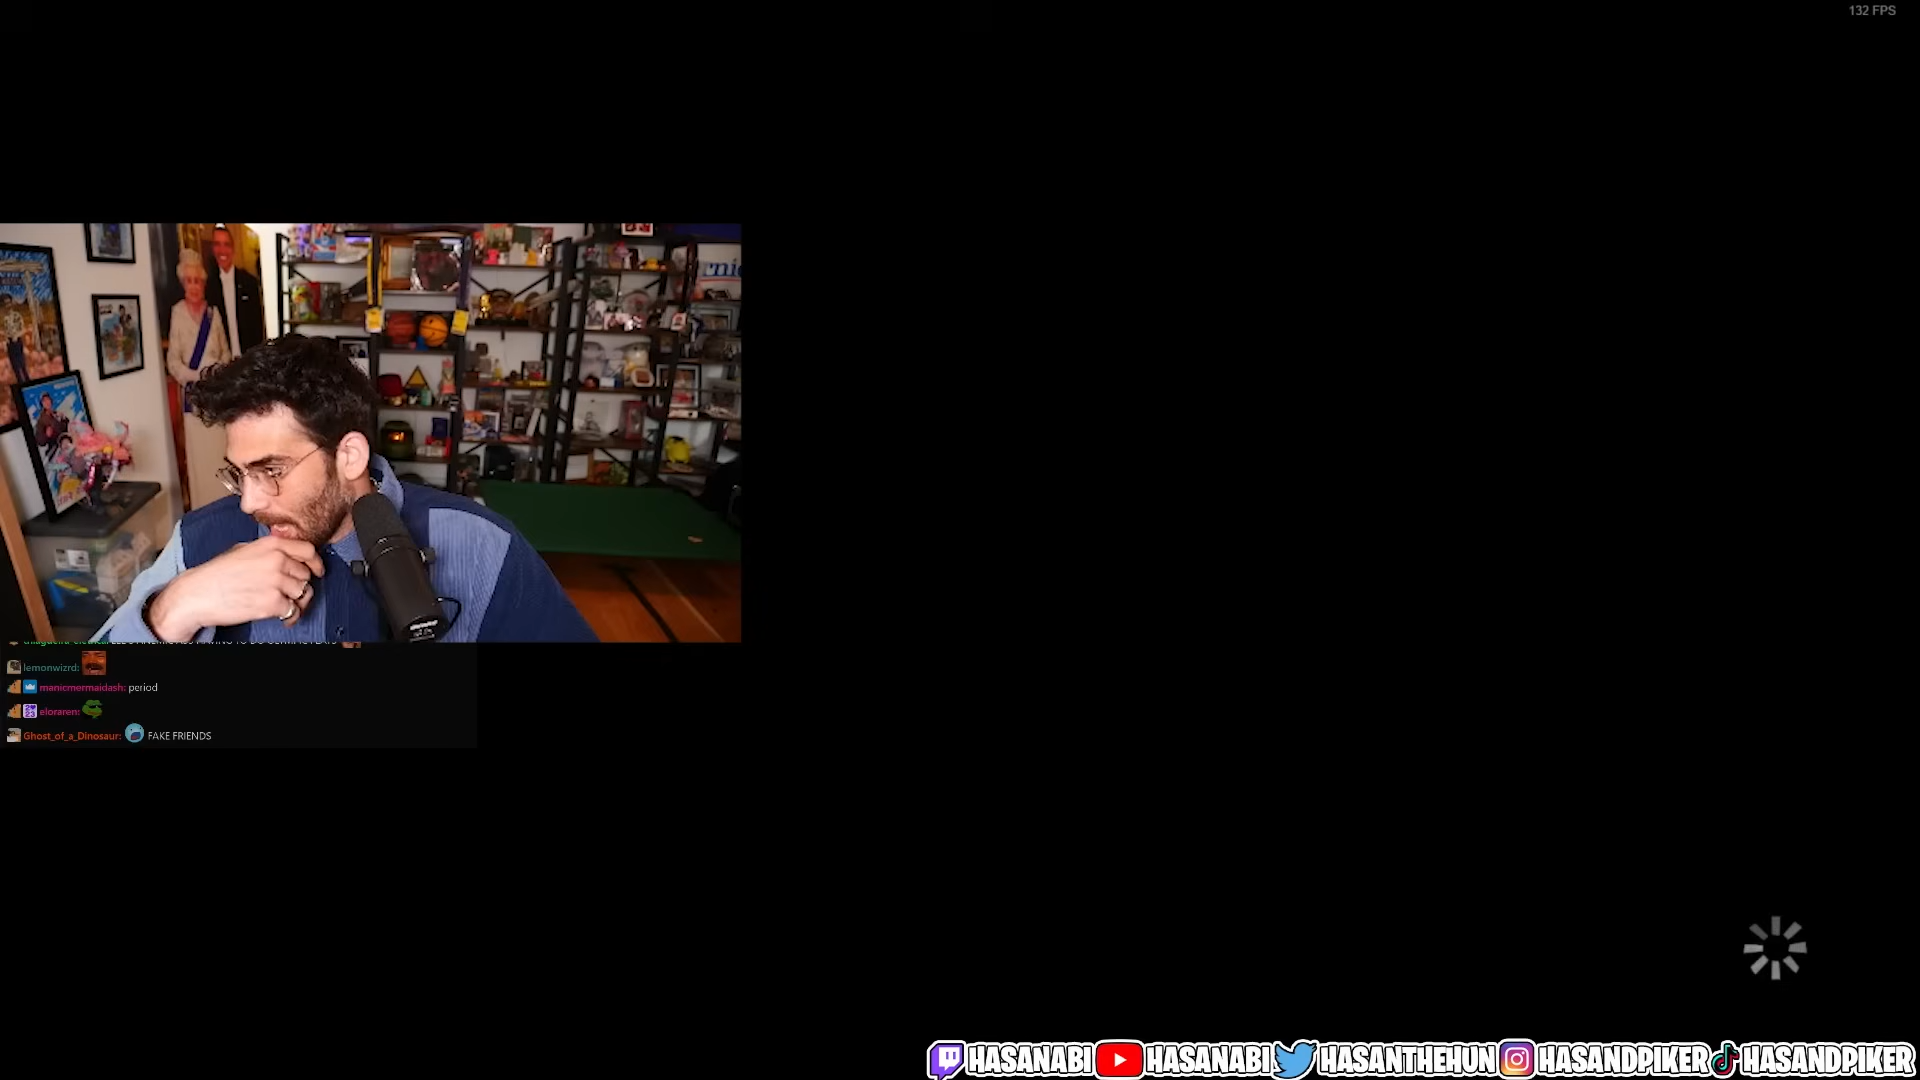 132 FPS
lemonwizrd:
manicmermaidash: period
eloraren:
Ghost_of_a_Dinosaur: FAKE FRIENDS
HASANABI HASANABI HASANTHEHUN HASANDPIKER HASANDPIKER